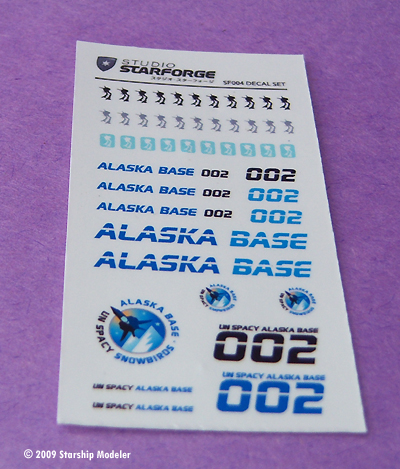 STUDIO
STARFORGE
スタジオ・スターフォージ
SF004 DECAL SET
ALASKA BASE 002 002
ALASKA BASE 002 002
ALASKA BASE 002 002
ALASKA BASE
ALASKA BASE
ALASKA BASE
UN SPACY
SNOWBIRDS
UN SPACY ALASKA BASE
002
UN SPACY ALASKA BASE
UN SPACY ALASKA BASE
UN SPACY ALASKA BASE
002
© 2009 Starship Modeler